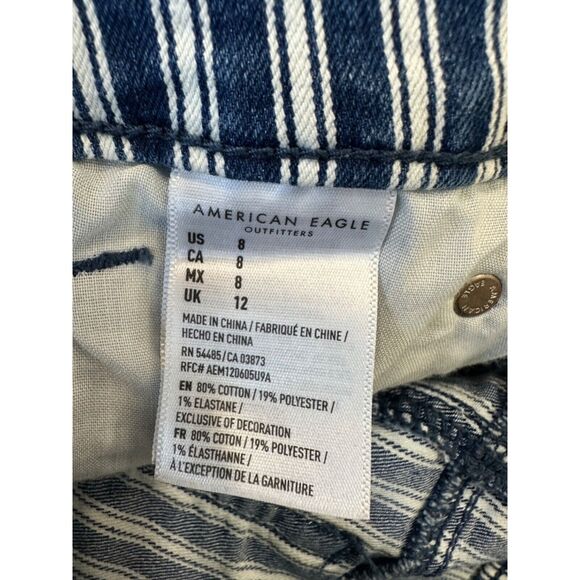 AMERICAN EAGLE
OUTFITTERS
US 8
CA 8
MX 8
UK 12
MADE IN CHINA / FABRIQUÉ EN CHINE /
HECHO EN CHINA
RN 54485/CA 03873
RFC# AEM120605U9A
EN 80% COTTON / 19% POLYESTER /
1% ELASTANE /
EXCLUSIVE OF DECORATION
FR 80% COTON / 19% POLYESTER /
1% ÉLASTHANNE /
À L'EXCEPTION DE LA GARNITURE
AMERICAN
EAGLE